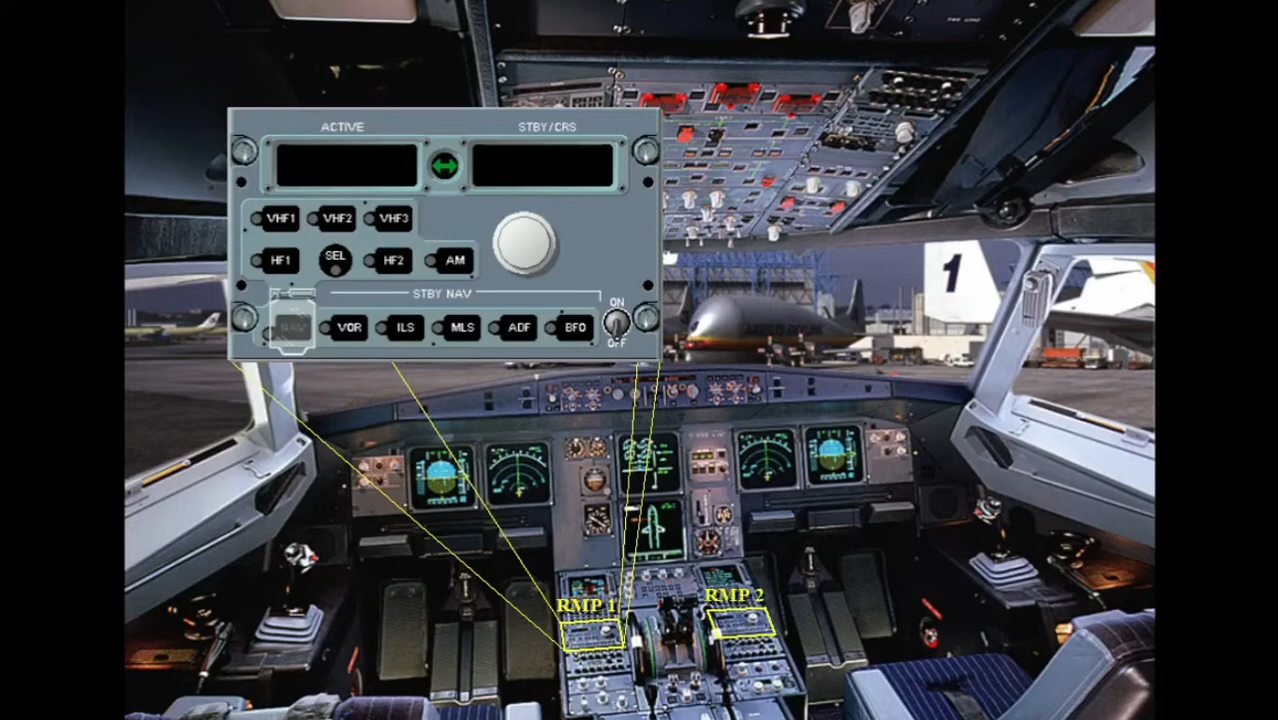 ACTIVE STBY/CRS
VHF1 VHF2 VHF3
HF1 SEL HF2 AM
STBY NAV
ON
NAV VOR ILS MLS ADF BFO
OFF
1
RMP 1 RMP 2